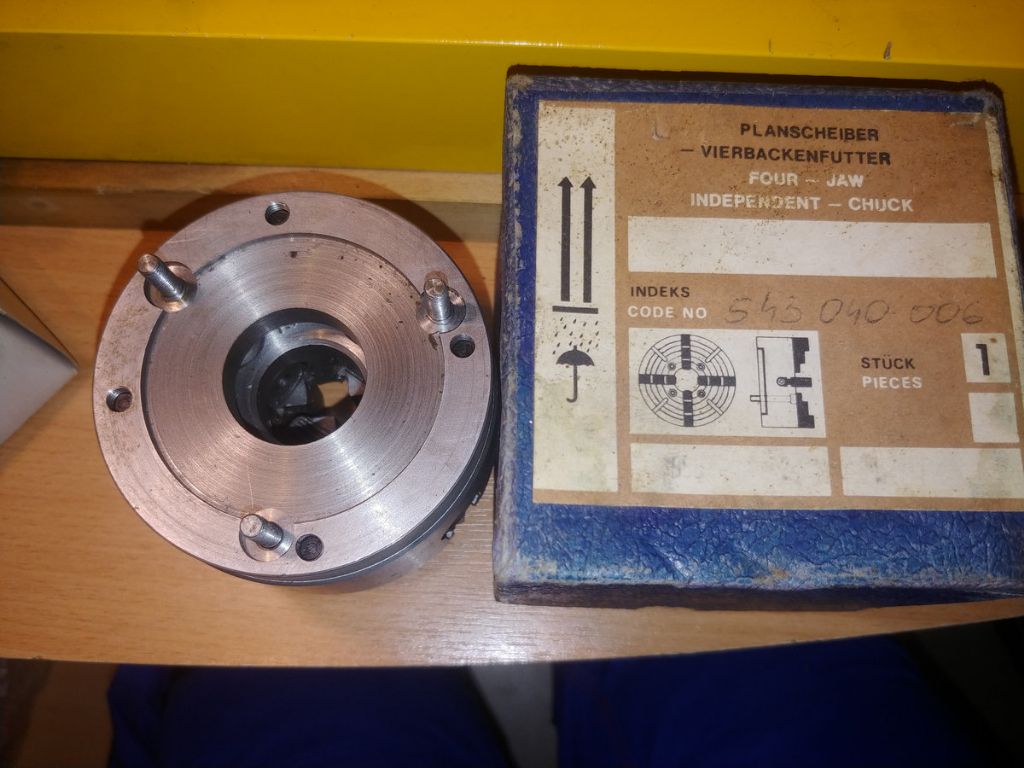 PLANSCHEIBER
- VIERBACKENFUTTER
FOUR - JAW
INDEPENDENT - CHUCK
INDEKS
CODE NO 545 040-006
STÜCK 1
PIECES